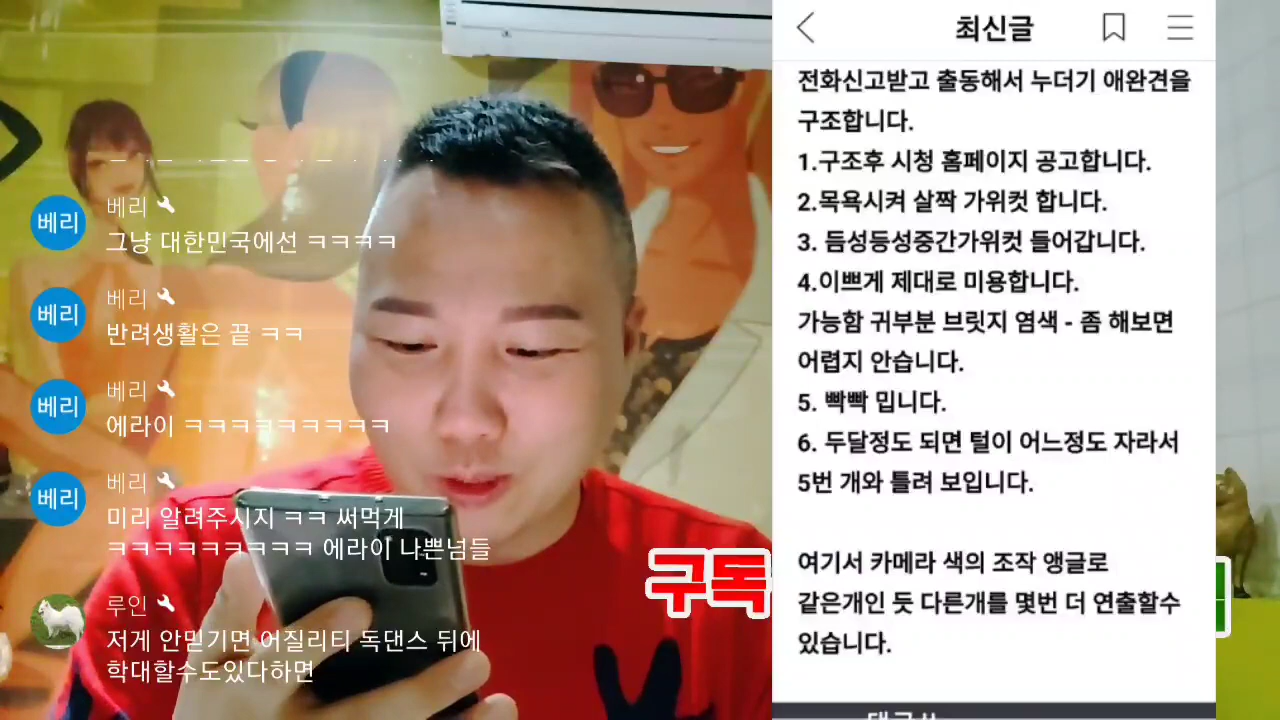 베리
베리
그냥 대한민국에선 ㅋㅋㅋㅋ
베리
베리
반려생활은 끝 ㅋㅋ
베리
베리
에라이 ㅋㅋㅋㅋㅋㅋㅋㅋㅋ
베리
베리
미리 알려주시지 ㅋㅋ 써먹게
ㅋㅋㅋㅋㅋㅋㅋㅋㅋ 에라이 나쁜넘들
루인
저게 안믿기면 어질리티 독댄스 뒤에
학대할수도있다하면
구독
최신글
전화신고받고 출동해서 누더기 애완견을
구조합니다.
1.구조후 시청 홈페이지 공고합니다.
2.목욕시켜 살짝 가위컷 합니다.
3. 듬성등성중간가위컷 들어갑니다.
4.이쁘게 제대로 미용합니다.
가능함 귀부분 브릿지 염색 - 좀 해보면
어렵지 안습니다.
5. 빡빡 밉니다.
6. 두달정도 되면 털이 어느정도 자라서
5번 개와 틀려 보입니다.
여기서 카메라 색의 조작 앵글로
같은개인 듯 다른개를 몇번 더 연출할수
있습니다.